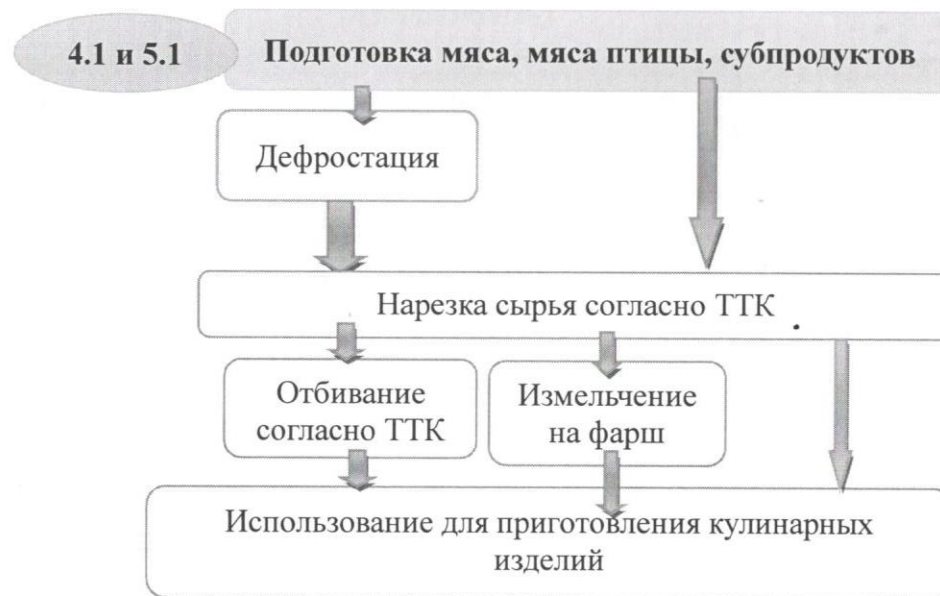 4.1 и 5.1
Подготовка мяса, мяса птицы, субпродуктов
Дефростация
Нарезка сырья согласно ТТК
Отбивание
согласно ТТК
Измельчение
на фарш
Использование для приготовления кулинарных
изделий